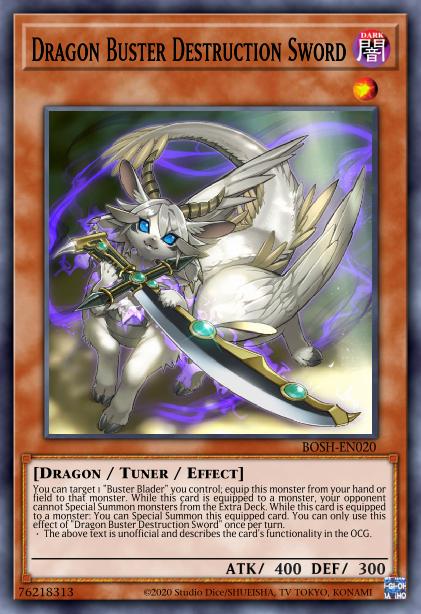 DRAGON BUSTER DESTRUCTION SWORD
DARK
闇
BOSH-EN020
[DRAGON / TUNER / EFFECT]
You can target 1 "Buster Blader" you control; equip this monster from your hand or
field to that monster. While this card is equipped to a monster, your opponent
cannot Special Summon monsters from the Extra Deck. While this card is equipped
to a monster: You can Special Summon this equipped card. You can only use this
effect of "Dragon Buster Destruction Sword" once per turn.
· The above text is unofficial and describes the card's functionality in the OCG.
ATK/ 400 DEF/ 300
76218313
©2020 Studio Dice/SHUEISHA, TV TOKYO, KONAMI